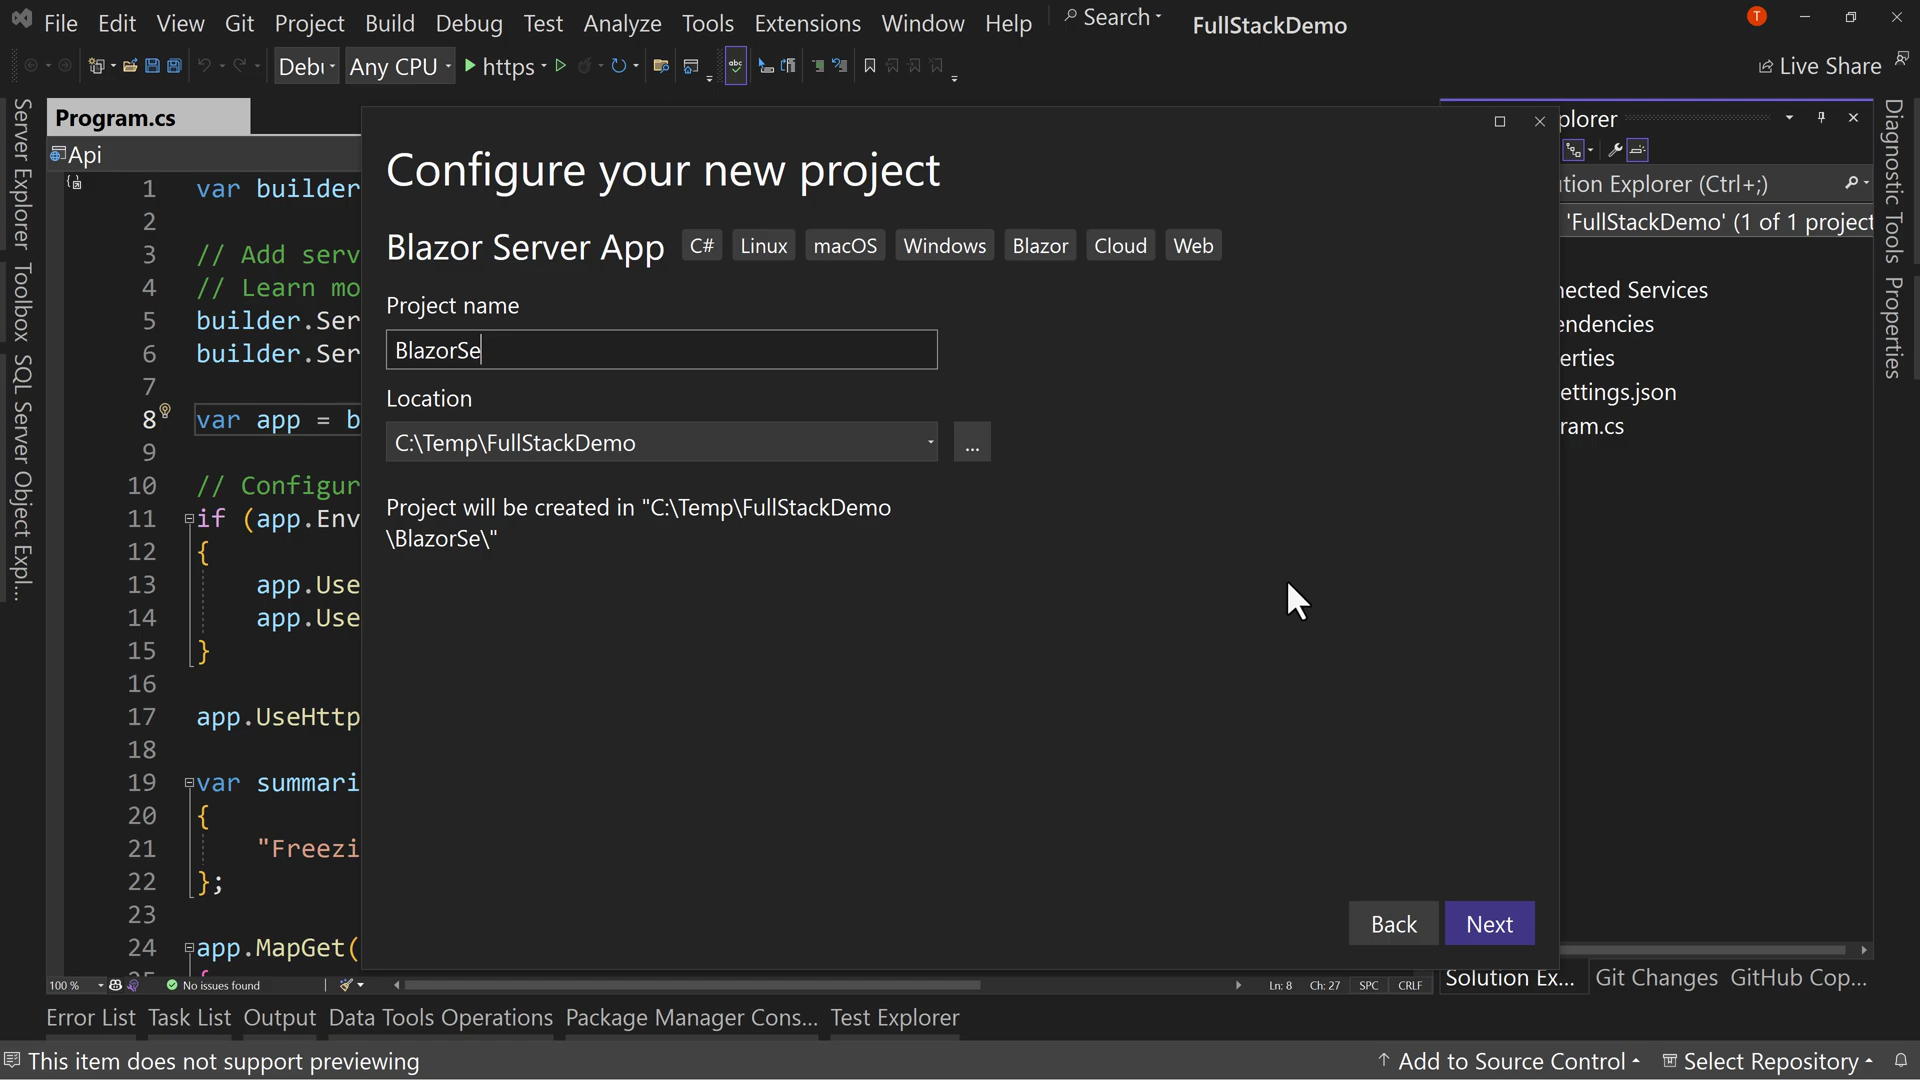 File Edit View Git Project Build Debug Test Analyze Tools Extensions Window Help Search FullStackDemo T
Debu Any CPU https abc Live Share
Server Explorer
Toolbox
SQL Server Object Expl...
Program.cs
Api
1 var builder
2
3 // Add serv
4 // Learn mo
5 builder.Ser
6 builder.Ser
7
8 var app = b
9
10 // Configur
11 if (app.Env
12 {
13 app.Use
14 app.Use
15 }
16
17 app.UseHttp
18
19 var summari
20 {
21 "Freezi
22 };
23
24 app.MapGet(
25 {
Configure your new project
Blazor Server App C# Linux macOS Windows Blazor Cloud Web
Project name
BlazorSe
Location
C:\Temp\FullStackDemo ...
Project will be created in "C:\Temp\FullStackDemo
\BlazorSe\"
Back Next
plorer
tion Explorer (Ctrl+;)
'FullStackDemo' (1 of 1 project
nected Services
endencies
erties
ettings.json
ram.cs
Diagnostic Tools
Properties
100 % No issues found Ln: 8 Ch: 27 SPC CRLF
Solution Ex... Git Changes GitHub Cop...
Error List Task List Output Data Tools Operations Package Manager Cons... Test Explorer
This item does not support previewing Add to Source Control Select Repository